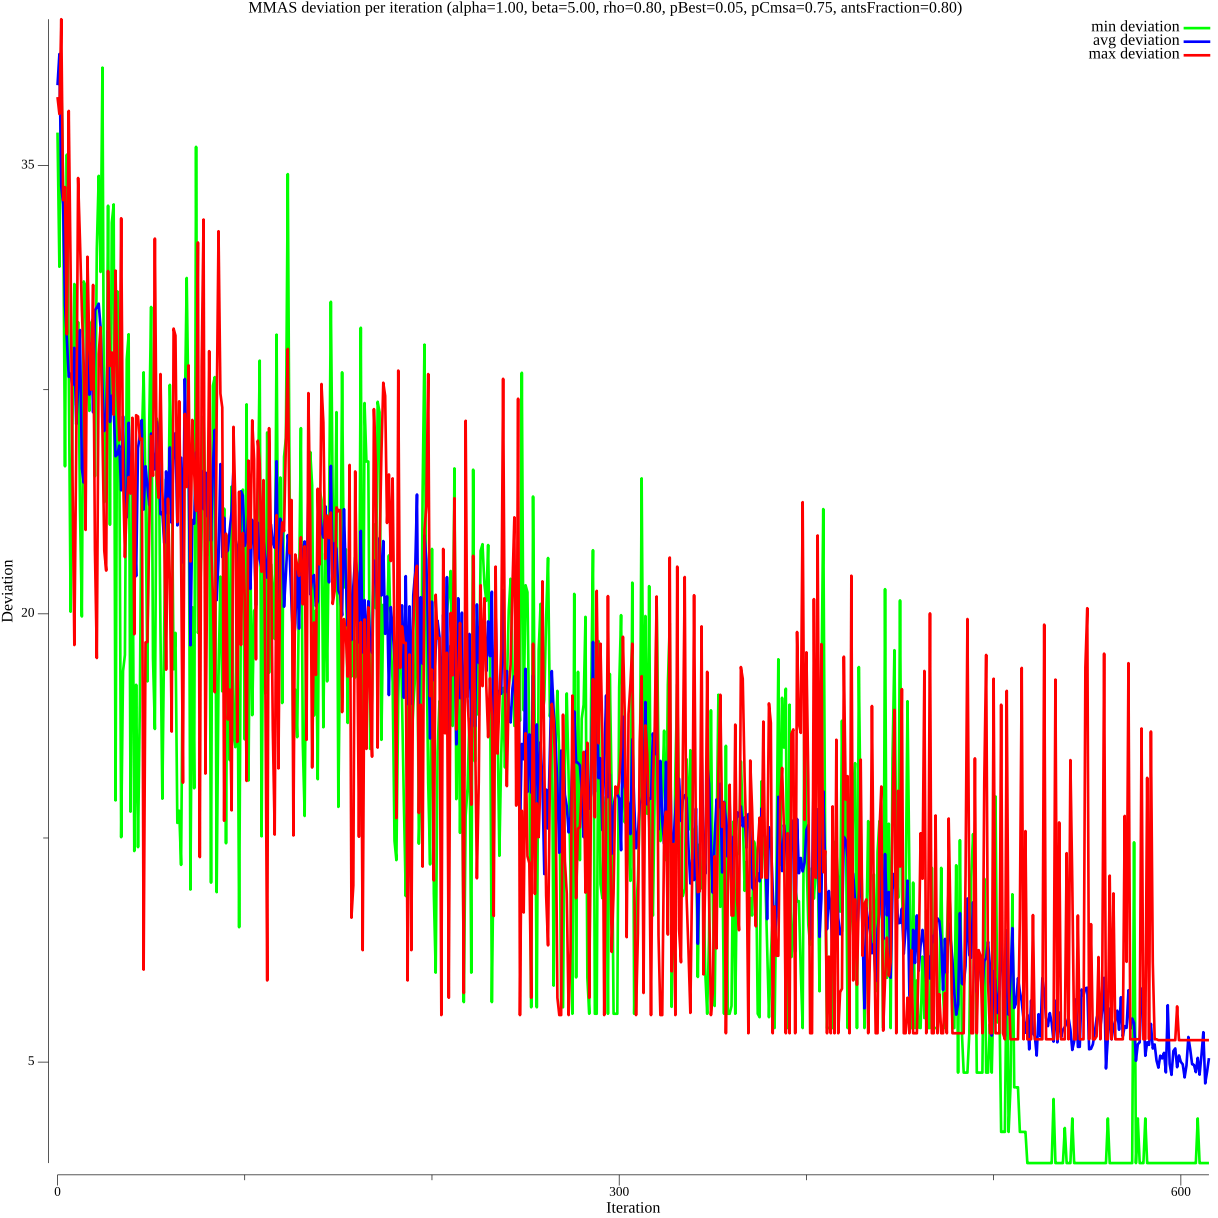 MMAS deviation per iteration (alpha=1.00, beta=5.00, rho=0.80, pBest=0.05, pCmsa=0.75, antsFraction=0.80)
min deviation
avg deviation
max deviation
35
20
5
Deviation
0
300
600
Iteration